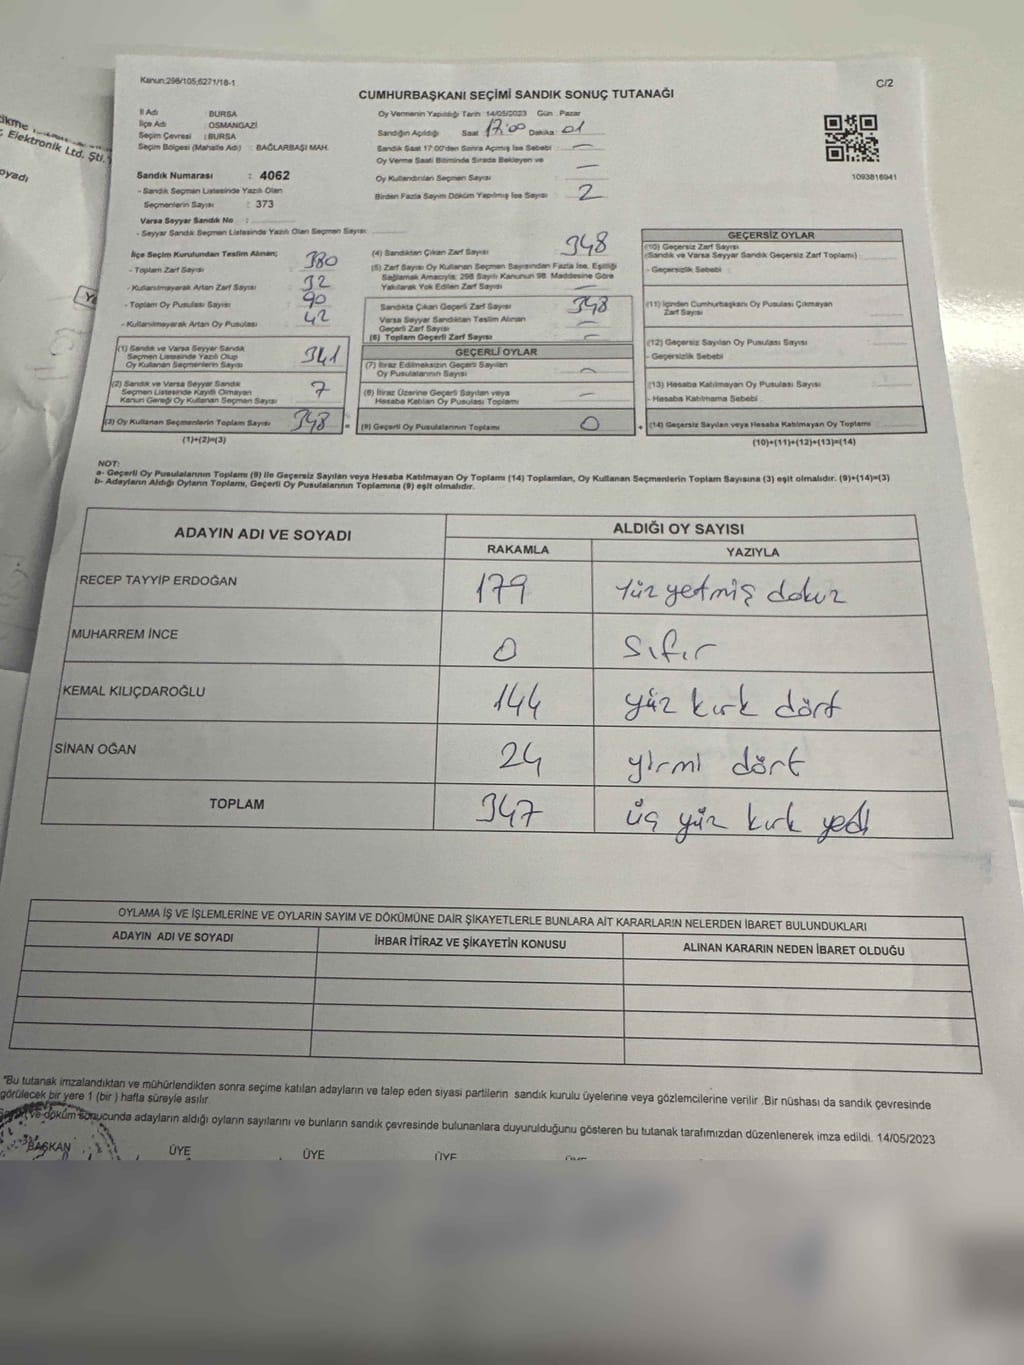 Kanun:298/105;6271/18-1
C/2
CUMHURBAŞKANI SEÇİMİ SANDIK SONUÇ TUTANAĞI
İl Adı : BURSA
İlçe Adı : OSMANGAZİ
Seçim Çevresi : BURSA
Seçim Bölgesi (Mahalle Adı) : BAĞLARBAŞI MAH.
Sandık Numarası : 4062
- Sandık Seçmen Listesinde Yazılı Olan
Seçmenlerin Sayısı : 373
Varsa Seyyar Sandık No :
- Seyyar Sandık Seçmen Listesinde Yazılı Olan Seçmen Sayısı
Oy Vermenin Yapıldığı Tarih 14/05/2023 Gün : Pazar
Sandığın Açıldığı Saat 17:00 Dakika: 01
Sandık Saat 17:00'den Sonra Açılmış İse Sebebi : —
Oy Verme Saati Bitiminde Sırada Bekleyen ve
Oy Kullandırılan Seçmen Sayısı —
Birden Fazla Sayım Döküm Yapılmış İse Sayısı 2
1093816941
İlçe Seçim Kurulundan Teslim Alınan;
- Toplam Zarf Sayısı 380
- Kullanılmayarak Artan Zarf Sayısı 32
- Toplam Oy Pusulası Sayısı 90
- Kullanılmayarak Artan Oy Pusulası 42
(1) Sandık ve Varsa Seyyar Sandık
Seçmen Listesinde Yazılı Olup
Oy Kullanan Seçmenlerin Sayısı 341
(2) Sandık ve Varsa Seyyar Sandık
Seçmen Listesinde Kayıtlı Olmayan
Kanun Gereği Oy Kullanan Seçmen Sayısı 7
(3) Oy Kullanan Seçmenlerin Toplam Sayısı 348
(1)+(2)=(3)
(4) Sandıktan Çıkan Zarf Sayısı 348
(5) Zarf Sayısı Oy Kullanan Seçmen Sayısından Fazla İse, Eşitliği
Sağlamak Amacıyla; 298 Sayılı Kanunun 98. Maddesine Göre
Yakılarak Yok Edilen Zarf Sayısı —
Sandıkta Çıkan Geçerli Zarf Sayısı 348
Varsa Seyyar Sandıktan Teslim Alınan
Geçerli Zarf Sayısı —
(6) Toplam Geçerli Zarf Sayısı —
GEÇERLİ OYLAR
(7) İtiraz Edilmeksizin Geçerli Sayılan
Oy Pusulalarının Sayısı —
(8) İtiraz Üzerine Geçerli Sayılan veya
Hesaba Katılan Oy Pusulası Toplamı —
(9) Geçerli Oy Pusulalarının Toplamı 0
GEÇERSİZ OYLAR
(10) Geçersiz Zarf Sayısı
(Sandık ve Varsa Seyyar Sandık Geçersiz Zarf Toplamı)
- Geçersizlik Sebebi :
(11) İçinden Cumhurbaşkanı Oy Pusulası Çıkmayan
Zarf Sayısı
(12) Geçersiz Sayılan Oy Pusulası Sayısı :
- Geçersizlik Sebebi
(13) Hesaba Katılmayan Oy Pusulası Sayısı
- Hesaba Katılmama Sebebi
(14) Geçersiz Sayılan veya Hesaba Katılmayan Oy Toplamı
(10)+(11)+(12)+(13)=(14)
NOT:
a- Geçerli Oy Pusulalarının Toplamı (9) ile Geçersiz Sayılan veya Hesaba Katılmayan Oy Toplamı (14) Toplamları, Oy Kullanan Seçmenlerin Toplam Sayısına (3) eşit olmalıdır. (9)+(14)=(3)
b- Adayların Aldığı Oyların Toplamı, Geçerli Oy Pusulalarının Toplamına (9) eşit olmalıdır.
ADAYIN ADI VE SOYADI
ALDIĞI OY SAYISI
RAKAMLA YAZIYLA
RECEP TAYYİP ERDOĞAN 179 Yüz yetmiş dokuz
MUHARREM İNCE 0 Sıfır
KEMAL KILIÇDAROĞLU 144 yüz kırk dört
SİNAN OĞAN 24 yirmi dört
TOPLAM 347 üç yüz kırk yedi
OYLAMA İŞ VE İŞLEMLERİNE VE OYLARIN SAYIM VE DÖKÜMÜNE DAİR ŞİKAYETLERLE BUNLARA AİT KARARLARIN NELERDEN İBARET BULUNDUKLARI
ADAYIN ADI VE SOYADI İHBAR İTİRAZ VE ŞİKAYETİN KONUSU ALINAN KARARIN NEDEN İBARET OLDUĞU
"Bu tutanak imzalandıktan ve mühürlendikten sonra seçime katılan adayların ve talep eden siyasi partilerin sandık kurulu üyelerine veya gözlemcilerine verilir .Bir nüshası da sandık çevresinde
görülecek bir yere 1 (bir ) hafta süreyle asılır.
ve döküm sonucunda adayların aldığı oyların sayılarını ve bunların sandık çevresinde bulunanlara duyurulduğunu gösteren bu tutanak tarafımızdan düzenlenerek imza edildi. 14/05/2023
BAŞKAN ÜYE ÜYE ÜYE
Elektronik Ltd. Şti.
oyadı